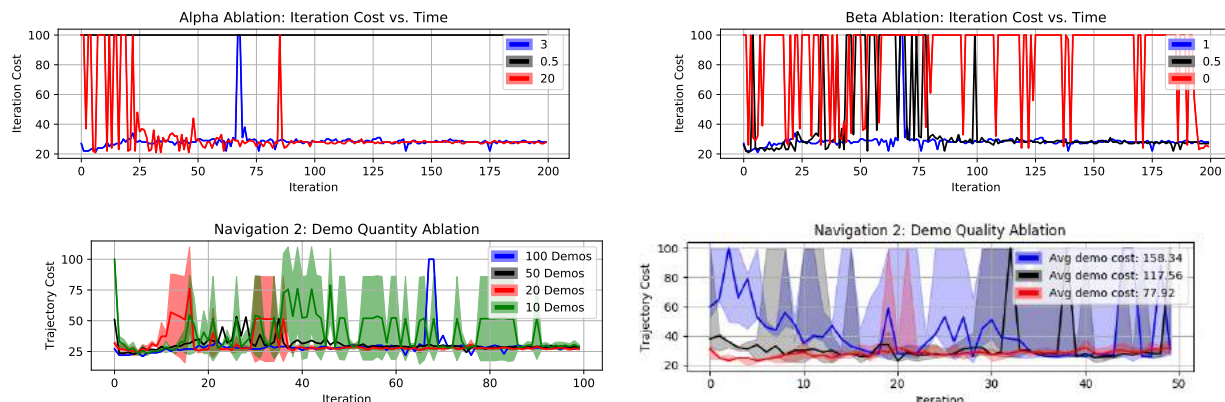 Alpha Ablation: Iteration Cost vs. Time
Iteration Cost
100
80
60
40
20
3
0.5
20
0 25 50 75 100 125 150 175 200
Iteration
Beta Ablation: Iteration Cost vs. Time
Iteration Cost
100
80
60
40
20
1
0.5
0
0 25 50 75 100 125 150 175 200
Iteration
Navigation 2: Demo Quantity Ablation
Trajectory Cost
100
75
50
25
100 Demos
50 Demos
20 Demos
10 Demos
0 20 40 60 80 100
Iteration
Navigation 2: Demo Quality Ablation
Trajectory Cost
100
80
60
40
20
Avg demo cost: 158.34
Avg demo cost: 117.56
Avg demo cost: 77.92
0 10 20 30 40 50
Iteration